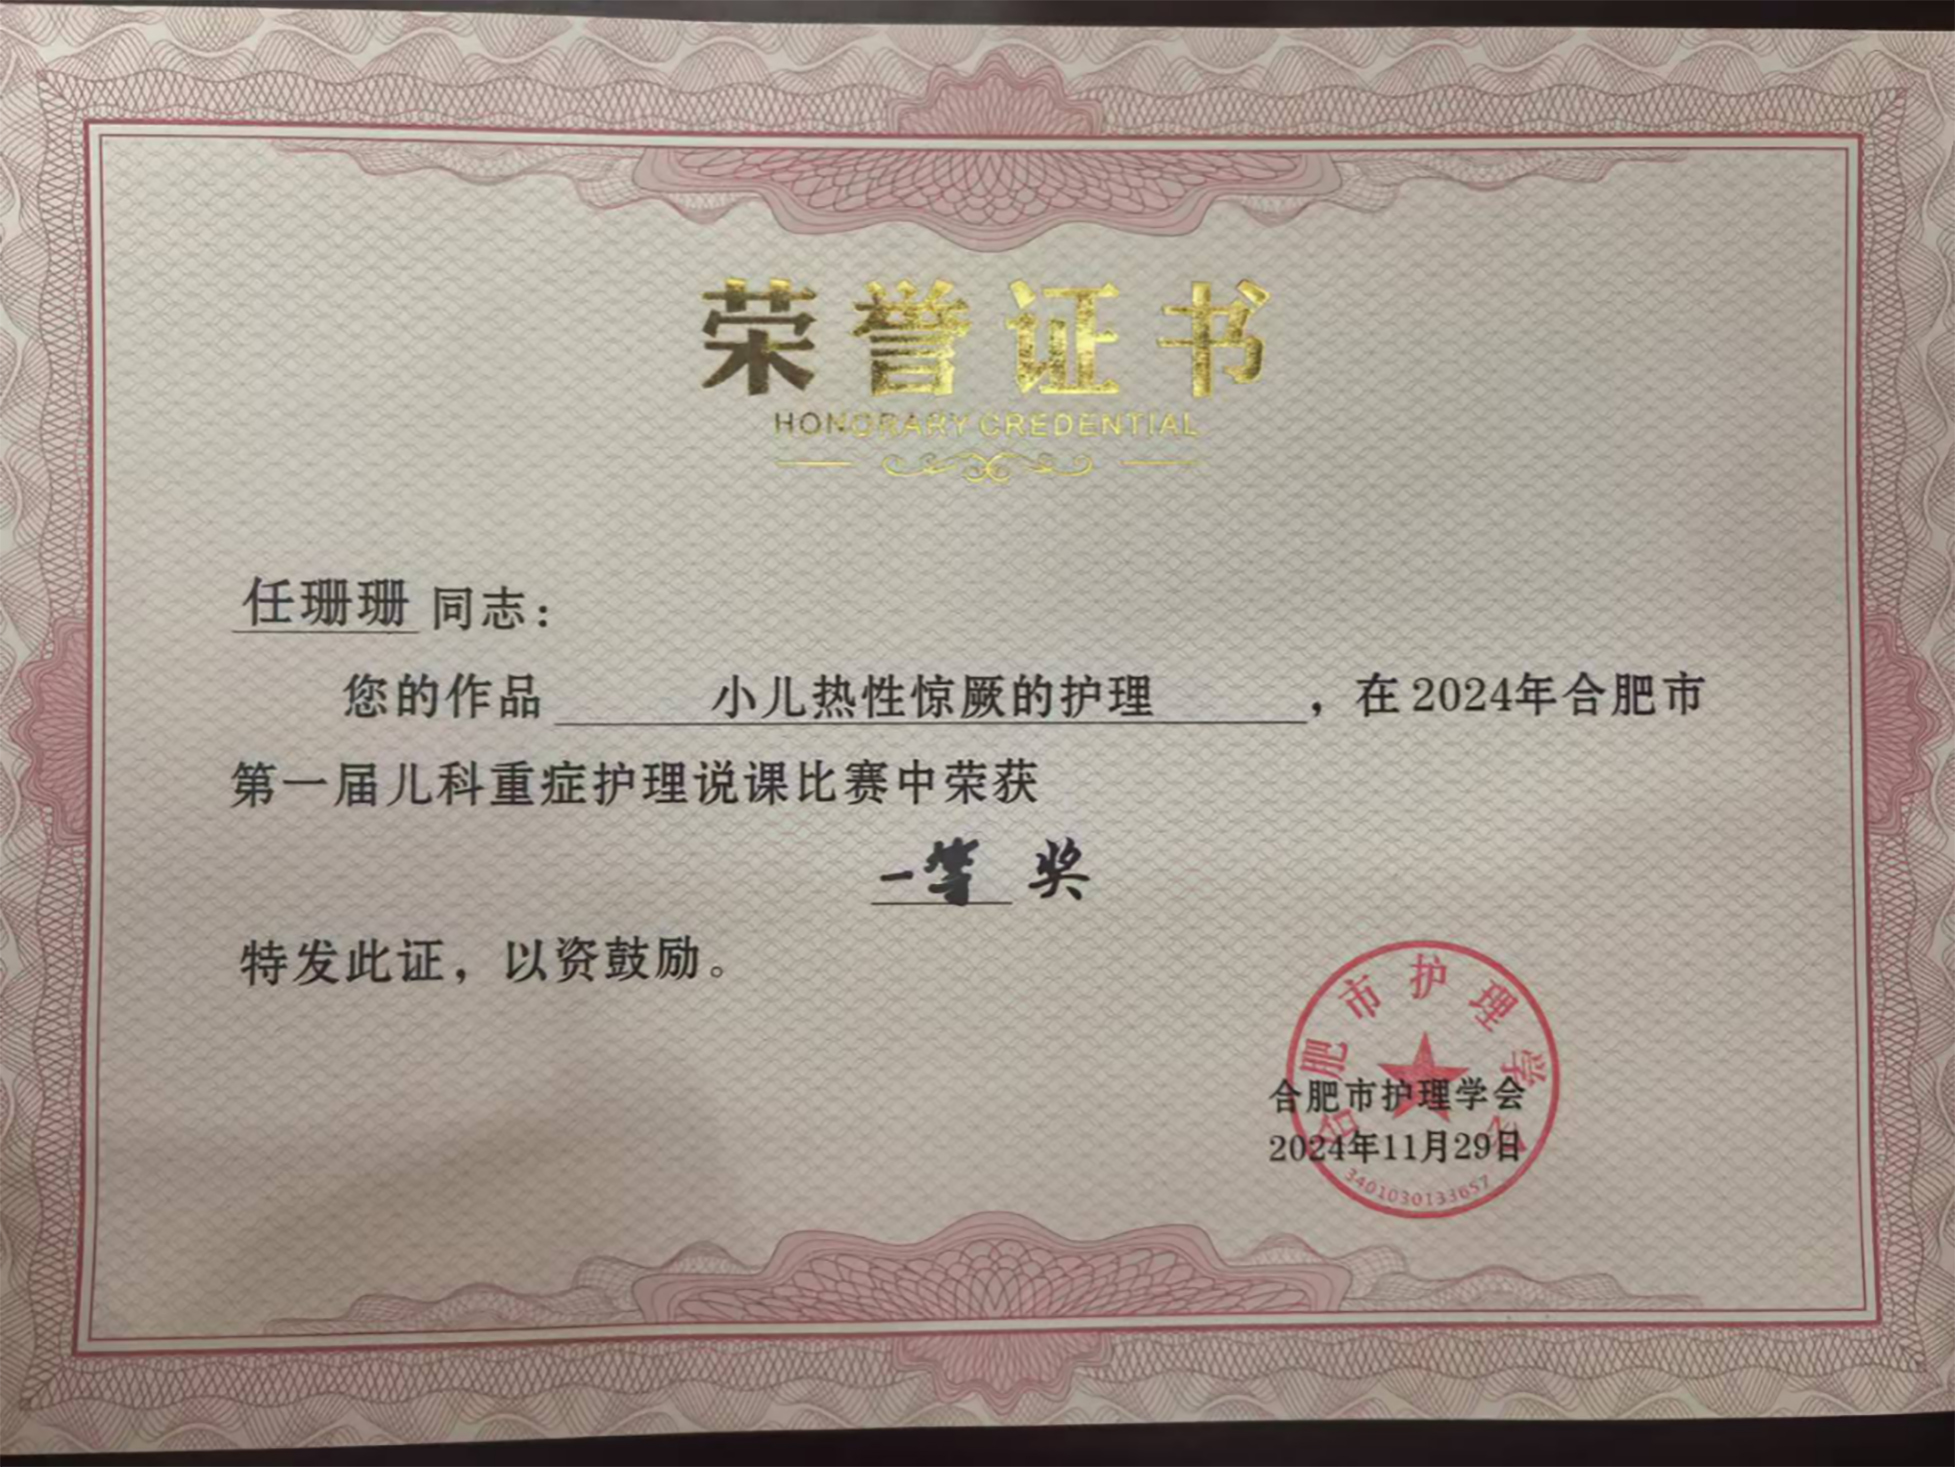 荣誉证书
HONORARY CREDENTIAL
任珊珊 同志：
您的作品 小儿热性惊厥的护理 ，在2024年合肥市
第一届儿科重症护理说课比赛中荣获
一等 奖
特发此证，以资鼓励。
合肥市护理学会
合肥市护理学会
2024年11月29日
3401030133657